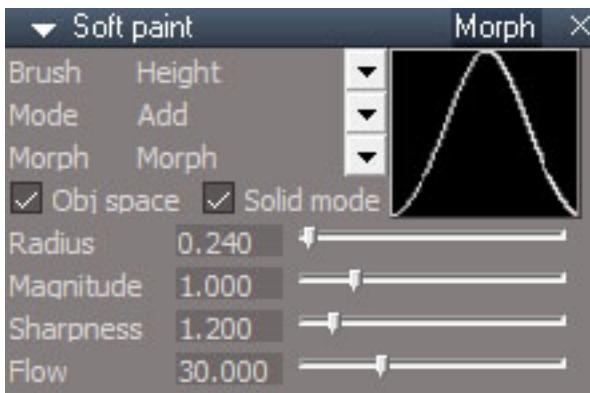 Soft paint Morph
Brush Height
Mode Add
Morph Morph
Obj space Solid mode
Radius 0.240
Magnitude 1.000
Sharpness 1.200
Flow 30.000